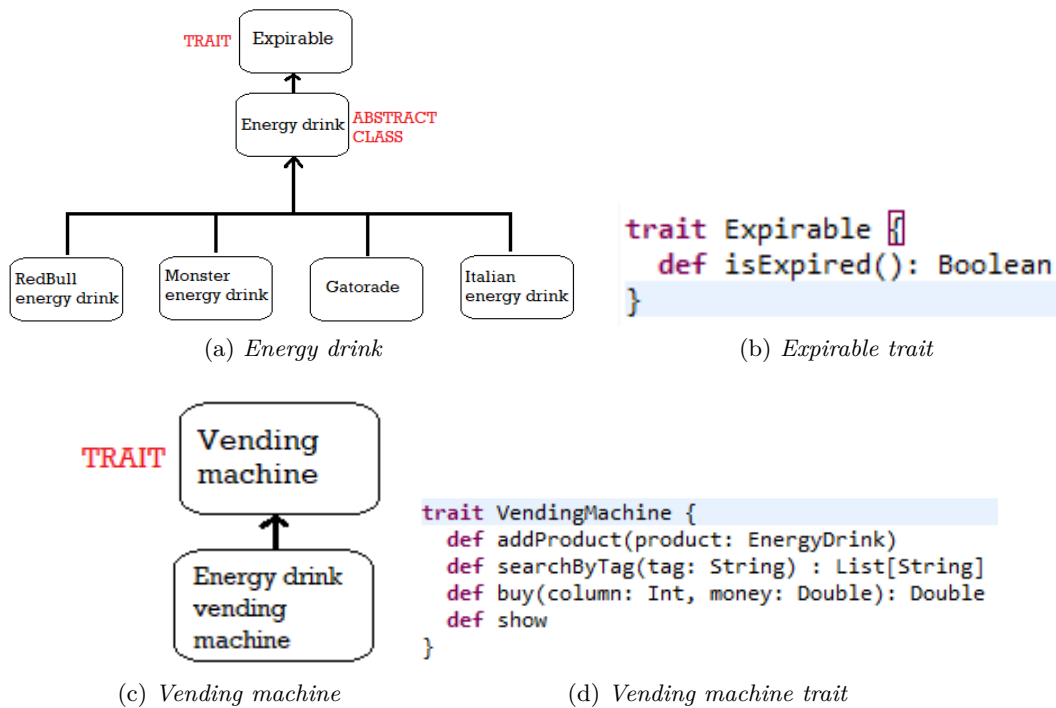 TRAIT
Expirable
Energy drink
ABSTRACT
CLASS
RedBull
energy drink
Monster
energy drink
Gatorade
Italian
energy drink
(a) Energy drink
trait Expirable {
def isExpired(): Boolean
}
(b) Expirable trait
TRAIT
Vending
machine
Energy drink
vending
machine
(c) Vending machine
trait VendingMachine {
def addProduct(product: EnergyDrink)
def searchByTag(tag: String) : List[String]
def buy(column: Int, money: Double): Double
def show
}
(d) Vending machine trait